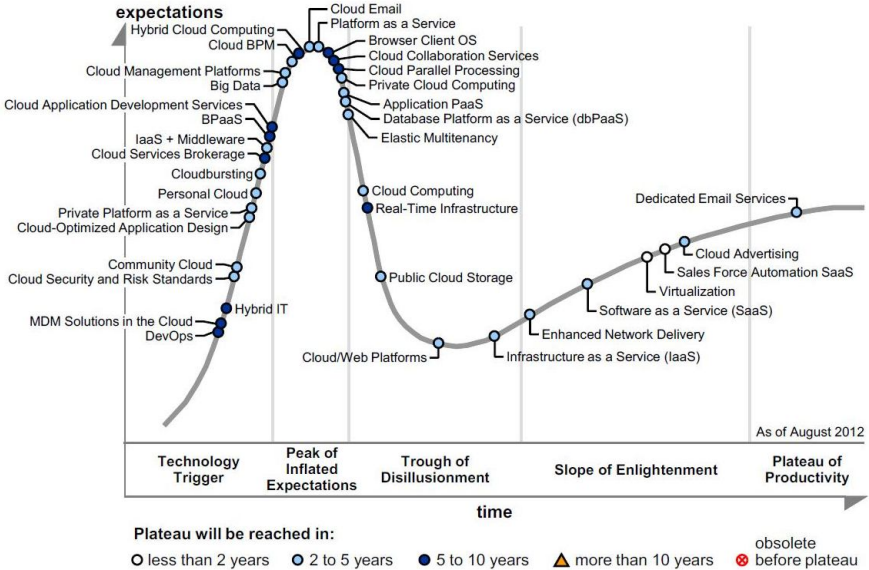 expectations
Cloud Email
Platform as a Service
Hybrid Cloud Computing
Cloud BPM
Browser Client OS
Cloud Collaboration Services
Cloud Management Platforms
Cloud Parallel Processing
Big Data
Private Cloud Computing
Cloud Application Development Services
Application PaaS
BPaaS
Database Platform as a Service (dbPaaS)
IaaS + Middleware
Elastic Multitenancy
Cloud Services Brokerage
Cloudbursting
Personal Cloud
Cloud Computing
Dedicated Email Services
Private Platform as a Service
Real-Time Infrastructure
Cloud-Optimized Application Design
Cloud Advertising
Community Cloud
Sales Force Automation SaaS
Cloud Security and Risk Standards
Public Cloud Storage
Virtualization
Hybrid IT
Software as a Service (SaaS)
MDM Solutions in the Cloud
DevOps
Enhanced Network Delivery
Cloud/Web Platforms
Infrastructure as a Service (IaaS)
As of August 2012
Technology
Trigger
Peak of
Inflated
Expectations
Trough of
Disillusionment
Slope of Enlightenment
Plateau of
Productivity
time
Plateau will be reached in:
less than 2 years
2 to 5 years
5 to 10 years
more than 10 years
obsolete
before plateau